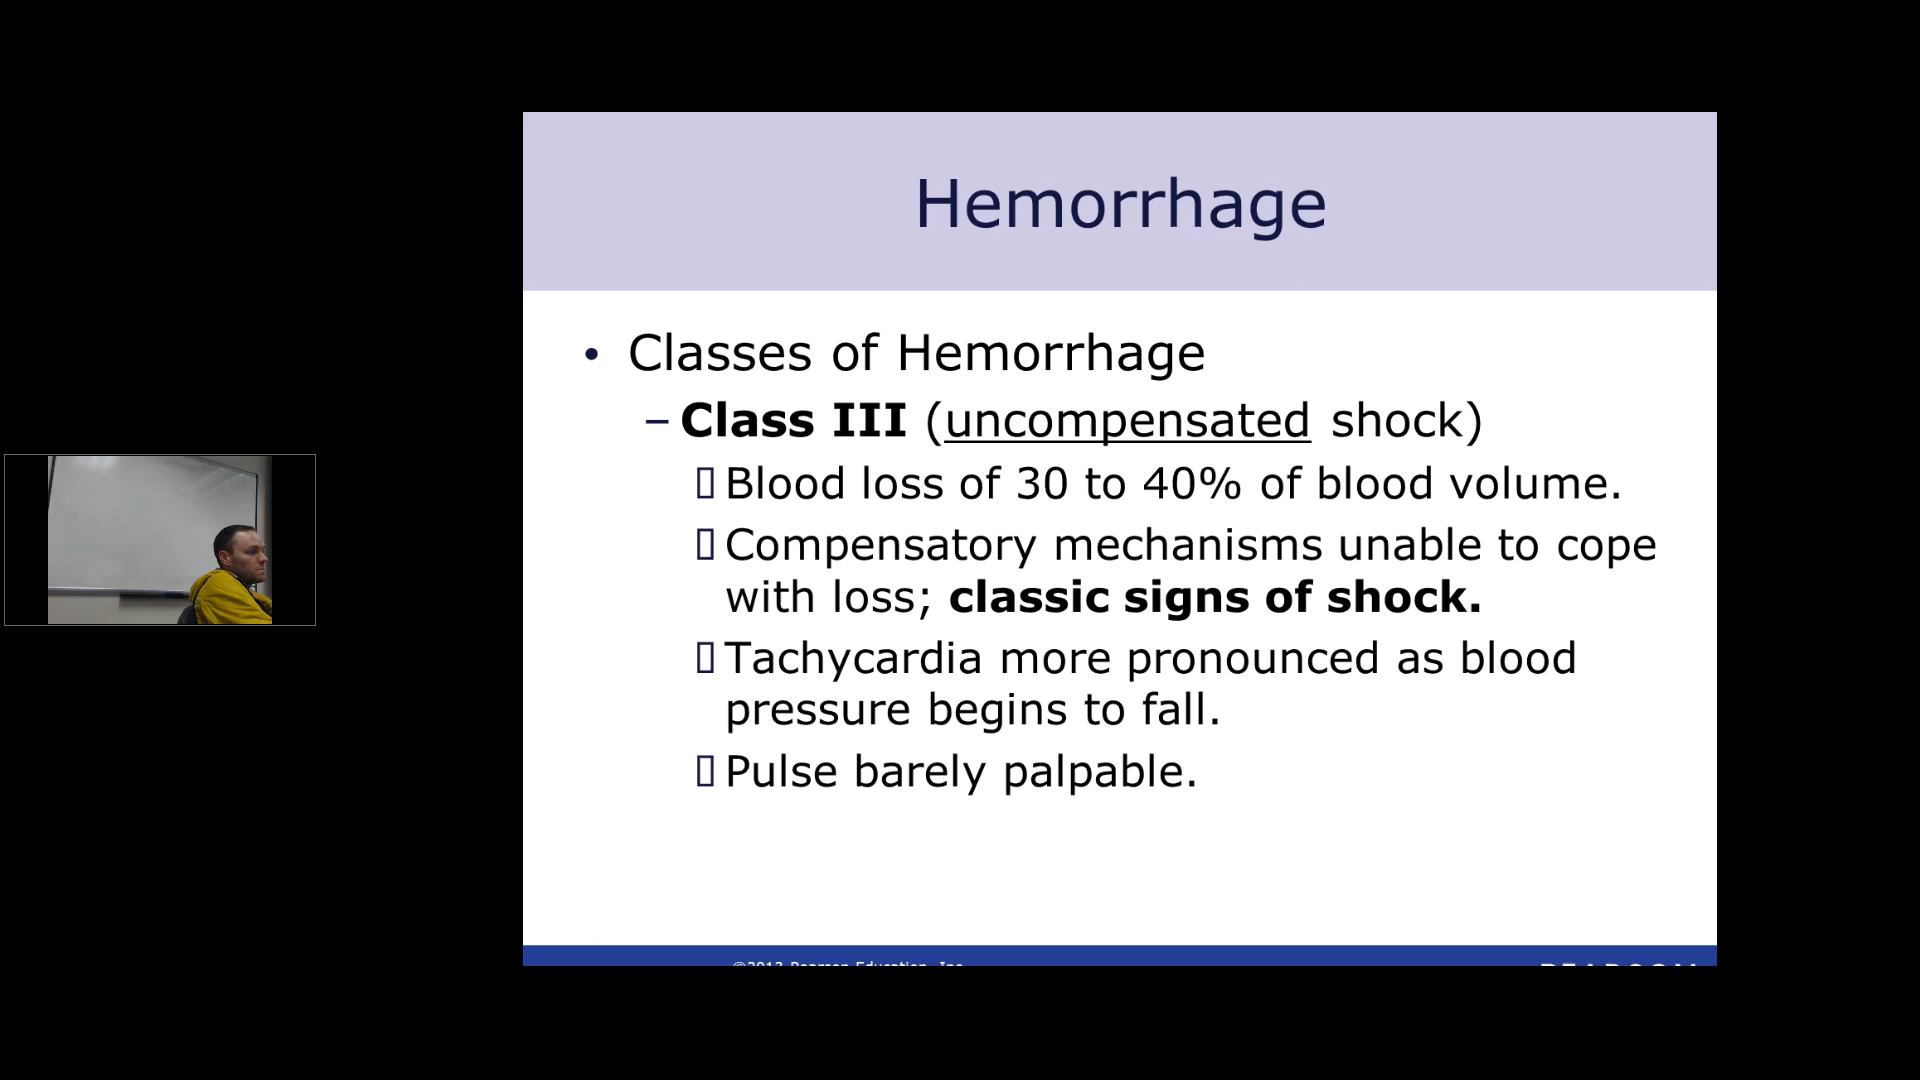 Hemorrhage
• Classes of Hemorrhage
– Class III (uncompensated shock)
Blood loss of 30 to 40% of blood volume.
Compensatory mechanisms unable to cope
with loss; classic signs of shock.
Tachycardia more pronounced as blood
pressure begins to fall.
Pulse barely palpable.
©2013 Pearson Education, Inc.
PEARSON